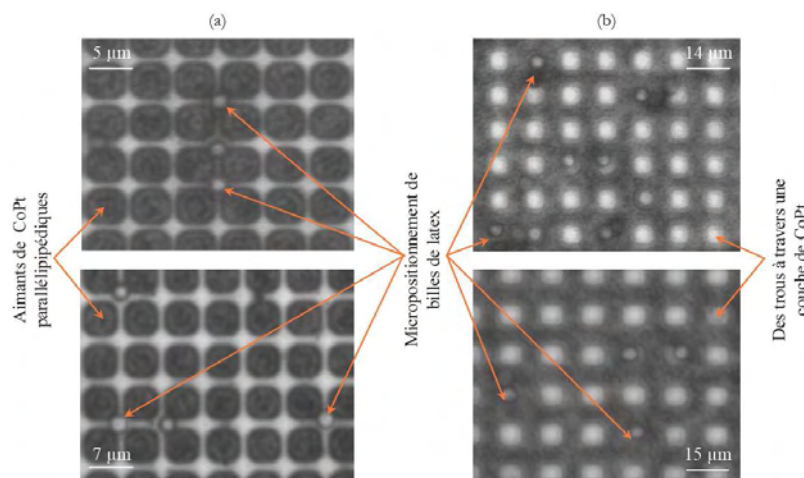 (a)
(b)
5 µm
14 µm
Aimants de CoPt
parallélipipédiques
Micropositionnement de
billes de latex
Des trous à travers une
couche de CoPt
7 µm
15 µm